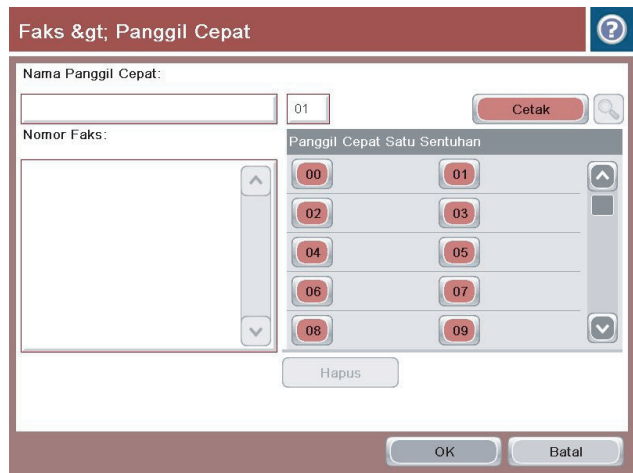 Faks &gt; Panggil Cepat
Nama Panggil Cepat:
01
Cetak
Nomor Faks:
Panggil Cepat Satu Sentuhan
00 01
02 03
04 05
06 07
08 09
Hapus
OK Batal